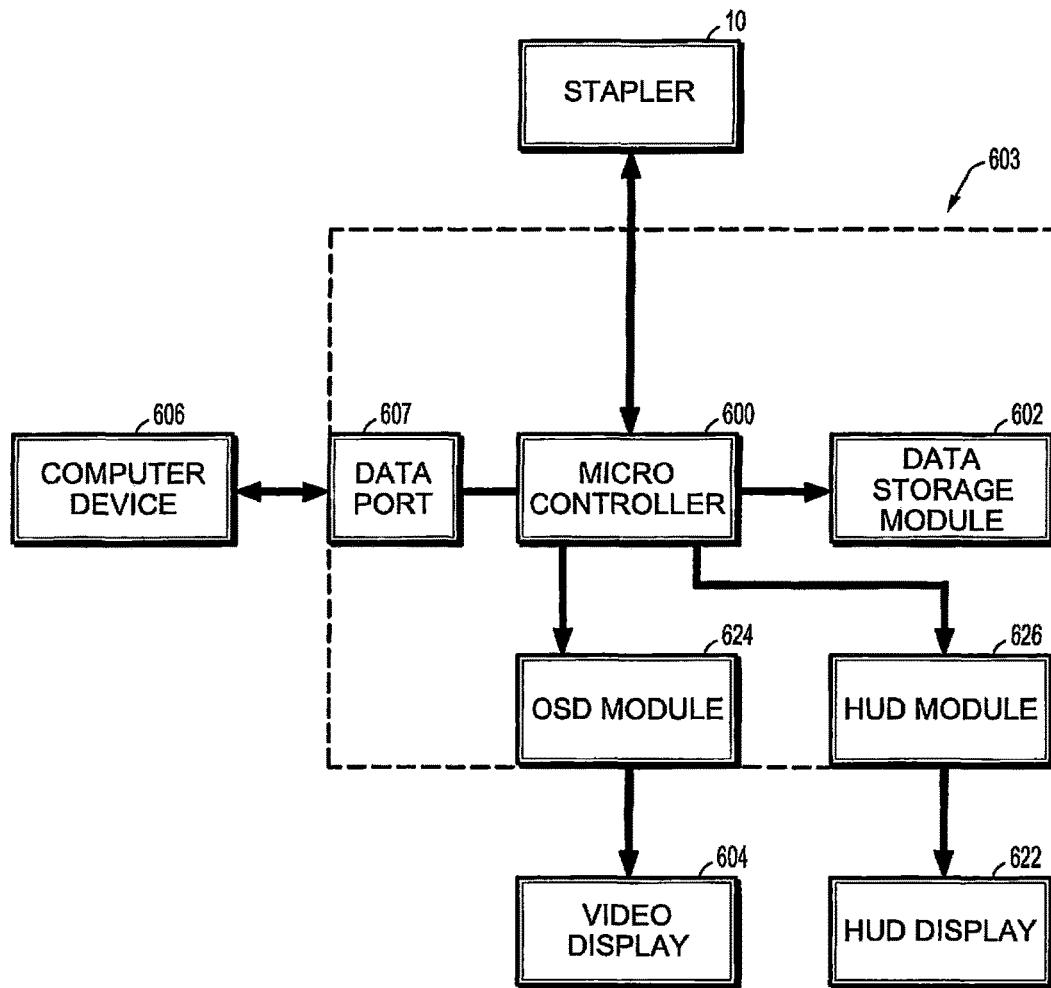 10
STAPLER
603
606
COMPUTER
DEVICE
607
DATA
PORT
600
MICRO
CONTROLLER
602
DATA
STORAGE
MODULE
624
OSD MODULE
626
HUD MODULE
604
VIDEO
DISPLAY
622
HUD DISPLAY